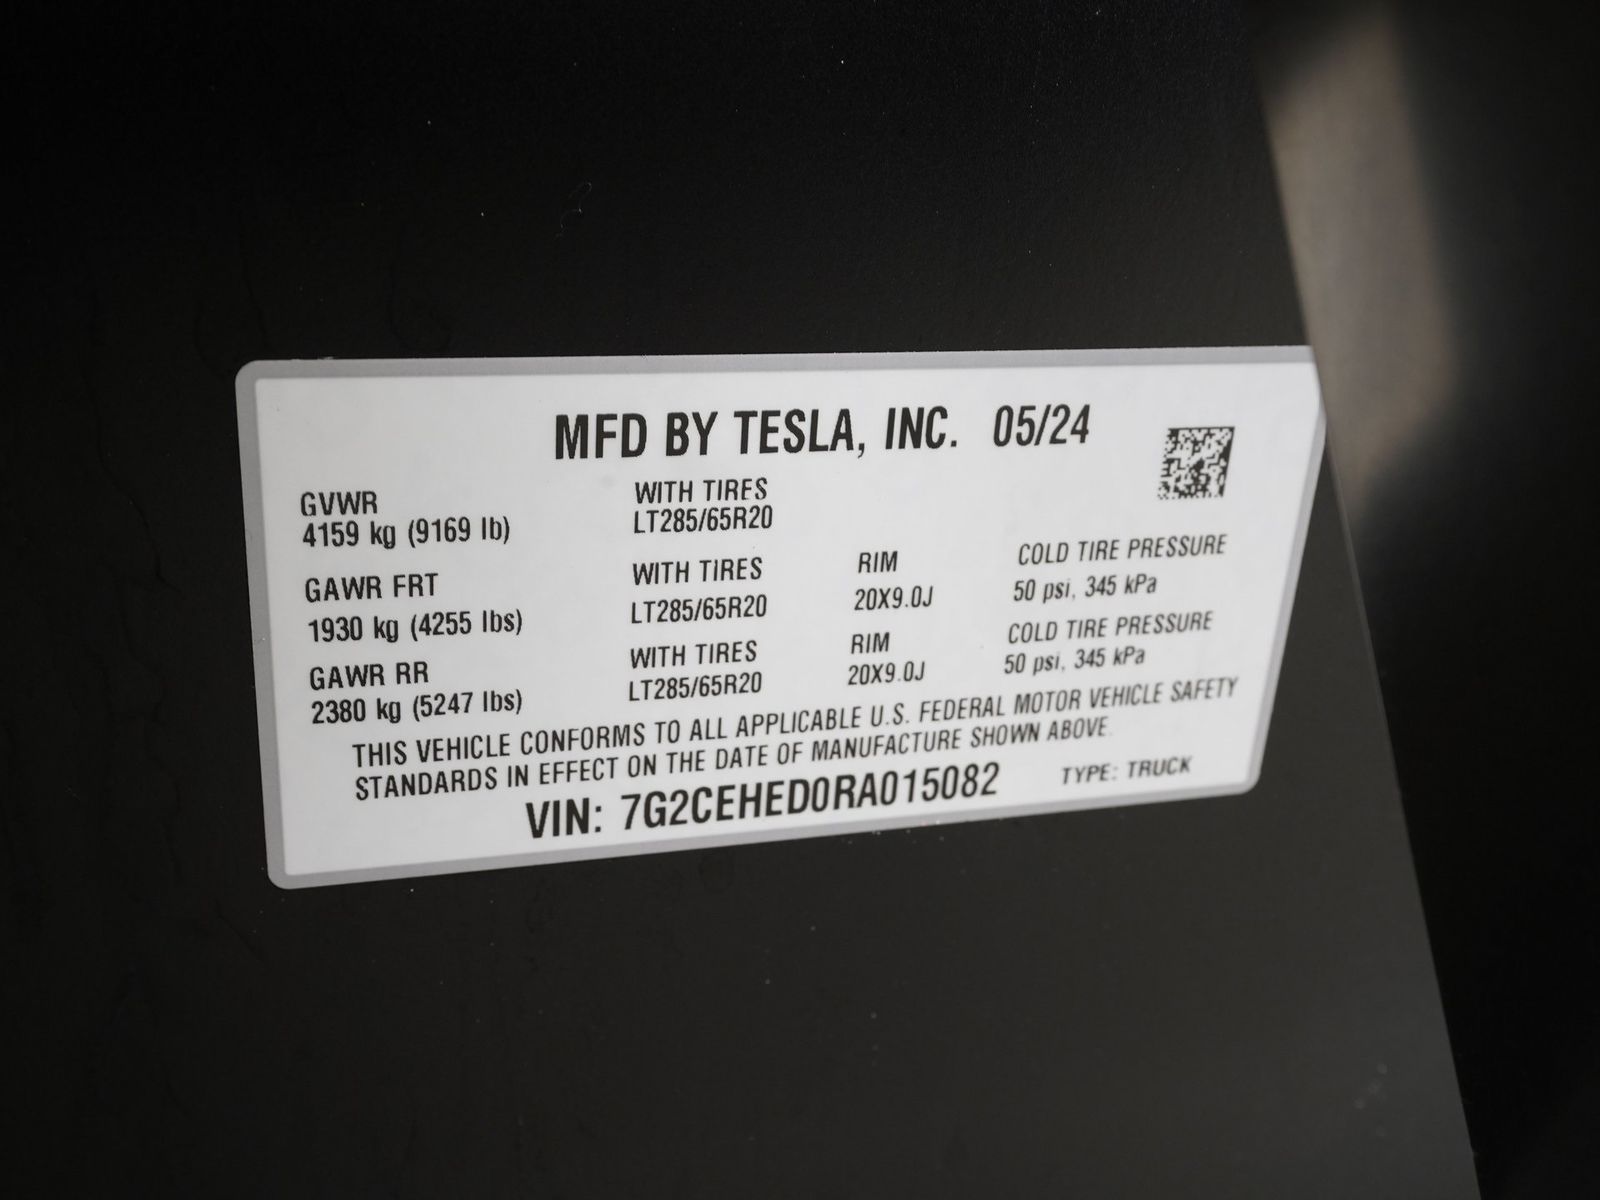 MFD BY TESLA, INC. 05/24
GVWR WITH TIRES
4159 kg (9169 lb) LT285/65R20
GAWR FRT WITH TIRES RIM COLD TIRE PRESSURE
1930 kg (4255 lbs) LT285/65R20 20X9.0J 50 psi, 345 kPa
GAWR RR WITH TIRES RIM COLD TIRE PRESSURE
2380 kg (5247 lbs) LT285/65R20 20X9.0J 50 psi, 345 kPa
THIS VEHICLE CONFORMS TO ALL APPLICABLE U.S. FEDERAL MOTOR VEHICLE SAFETY
STANDARDS IN EFFECT ON THE DATE OF MANUFACTURE SHOWN ABOVE.
VIN: 7G2CEHED0RA015082 TYPE: TRUCK